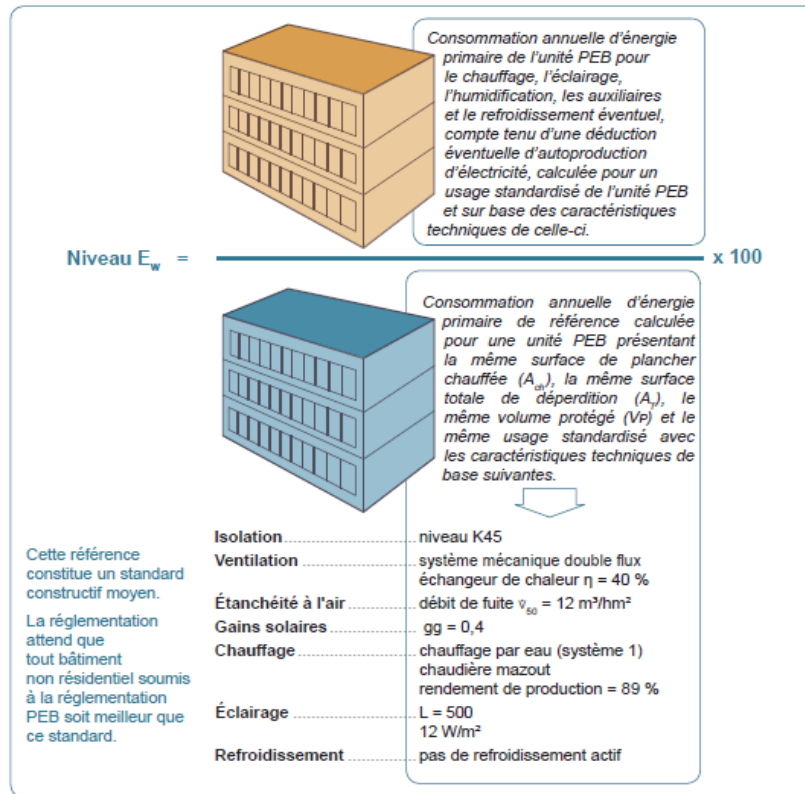 Consommation annuelle d'énergie
primaire de l'unité PEB pour
le chauffage, l'éclairage,
l'humidification, les auxiliaires
et le refroidissement éventuel,
compte tenu d'une déduction
éventuelle d'autoproduction
d'électricité, calculée pour un
usage standardisé de l'unité PEB
et sur base des caractéristiques
techniques de celle-ci.
Niveau Ew = x 100
Consommation annuelle d'énergie
primaire de référence calculée
pour une unité PEB présentant
la même surface de plancher
chauffée (Ach), la même surface
totale de déperdition (AT), le
même volume protégé (VP) et le
même usage standardisé avec
les caractéristiques techniques de
base suivantes.
Cette référence
constitue un standard
constructif moyen.
La réglementation
attend que
tout bâtiment
non résidentiel soumis
à la réglementation
PEB soit meilleur que
ce standard.
Isolation ........ niveau K45
Ventilation ........ système mécanique double flux
échangeur de chaleur η = 40 %
Étanchéité à l'air ........ débit de fuite v̇50 = 12 m³/hm²
Gains solaires ........ gg = 0,4
Chauffage ........ chauffage par eau (système 1)
chaudière mazout
rendement de production = 89 %
Éclairage ........ L = 500
12 W/m²
Refroidissement ........ pas de refroidissement actif